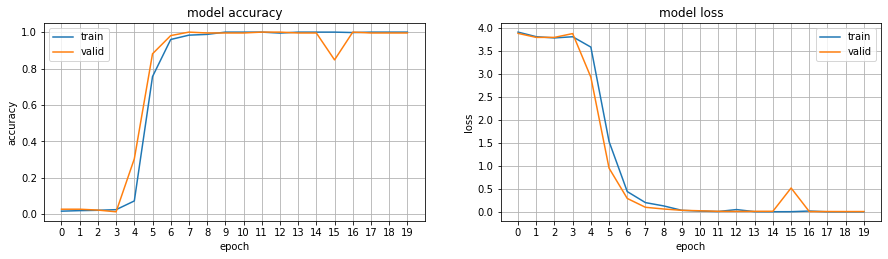 model accuracy
train
valid
1.0
0.8
0.6
0.4
0.2
0.0
accuracy
0 1 2 3 4 5 6 7 8 9 10 11 12 13 14 15 16 17 18 19
epoch
model loss
train
valid
4.0
3.5
3.0
2.5
2.0
1.5
1.0
0.5
0.0
loss
0 1 2 3 4 5 6 7 8 9 10 11 12 13 14 15 16 17 18 19
epoch